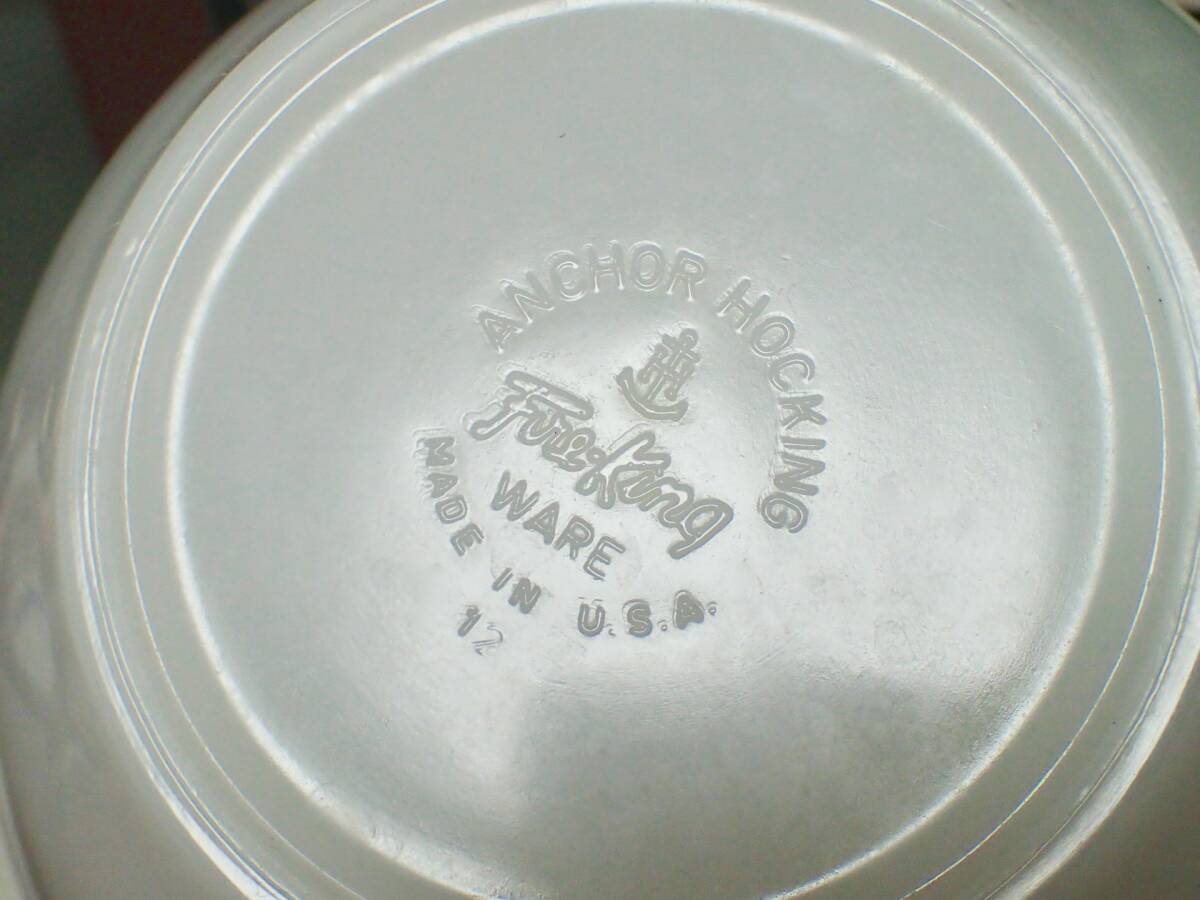 ANCHOR HOCKING
Fire-King
WARE
MADE IN U.S.A.
12